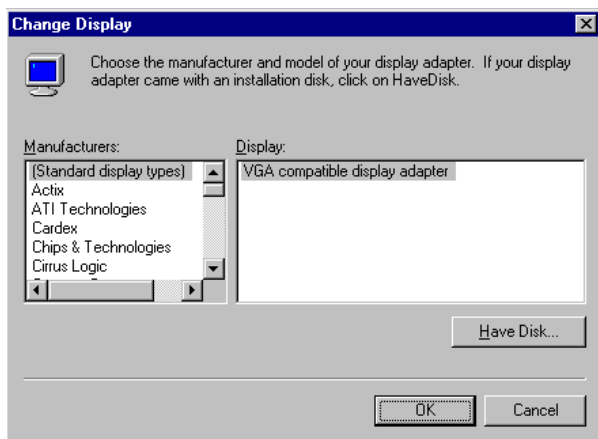 Change Display
Choose the manufacturer and model of your display adapter. If your display
adapter came with an installation disk, click on HaveDisk.
Manufacturers:
(Standard display types)
Actix
ATI Technologies
Cardex
Chips & Technologies
Cirrus Logic
Display:
VGA compatible display adapter
Have Disk...
OK
Cancel